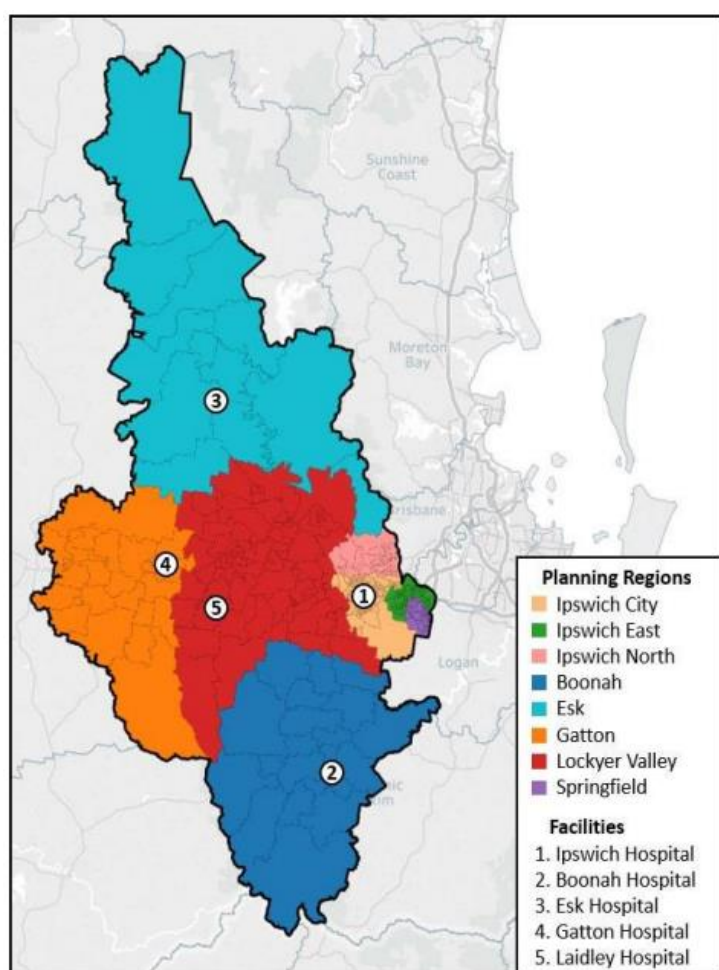 Sunshine
Coast
Moreton
Bay
3
4
5
1
Logan
2
Planning Regions
Ipswich City
Ipswich East
Ipswich North
Boonah
Esk
Gatton
Lockyer Valley
Springfield
Facilities
1. Ipswich Hospital
2. Boonah Hospital
3. Esk Hospital
4. Gatton Hospital
5. Laidley Hospital